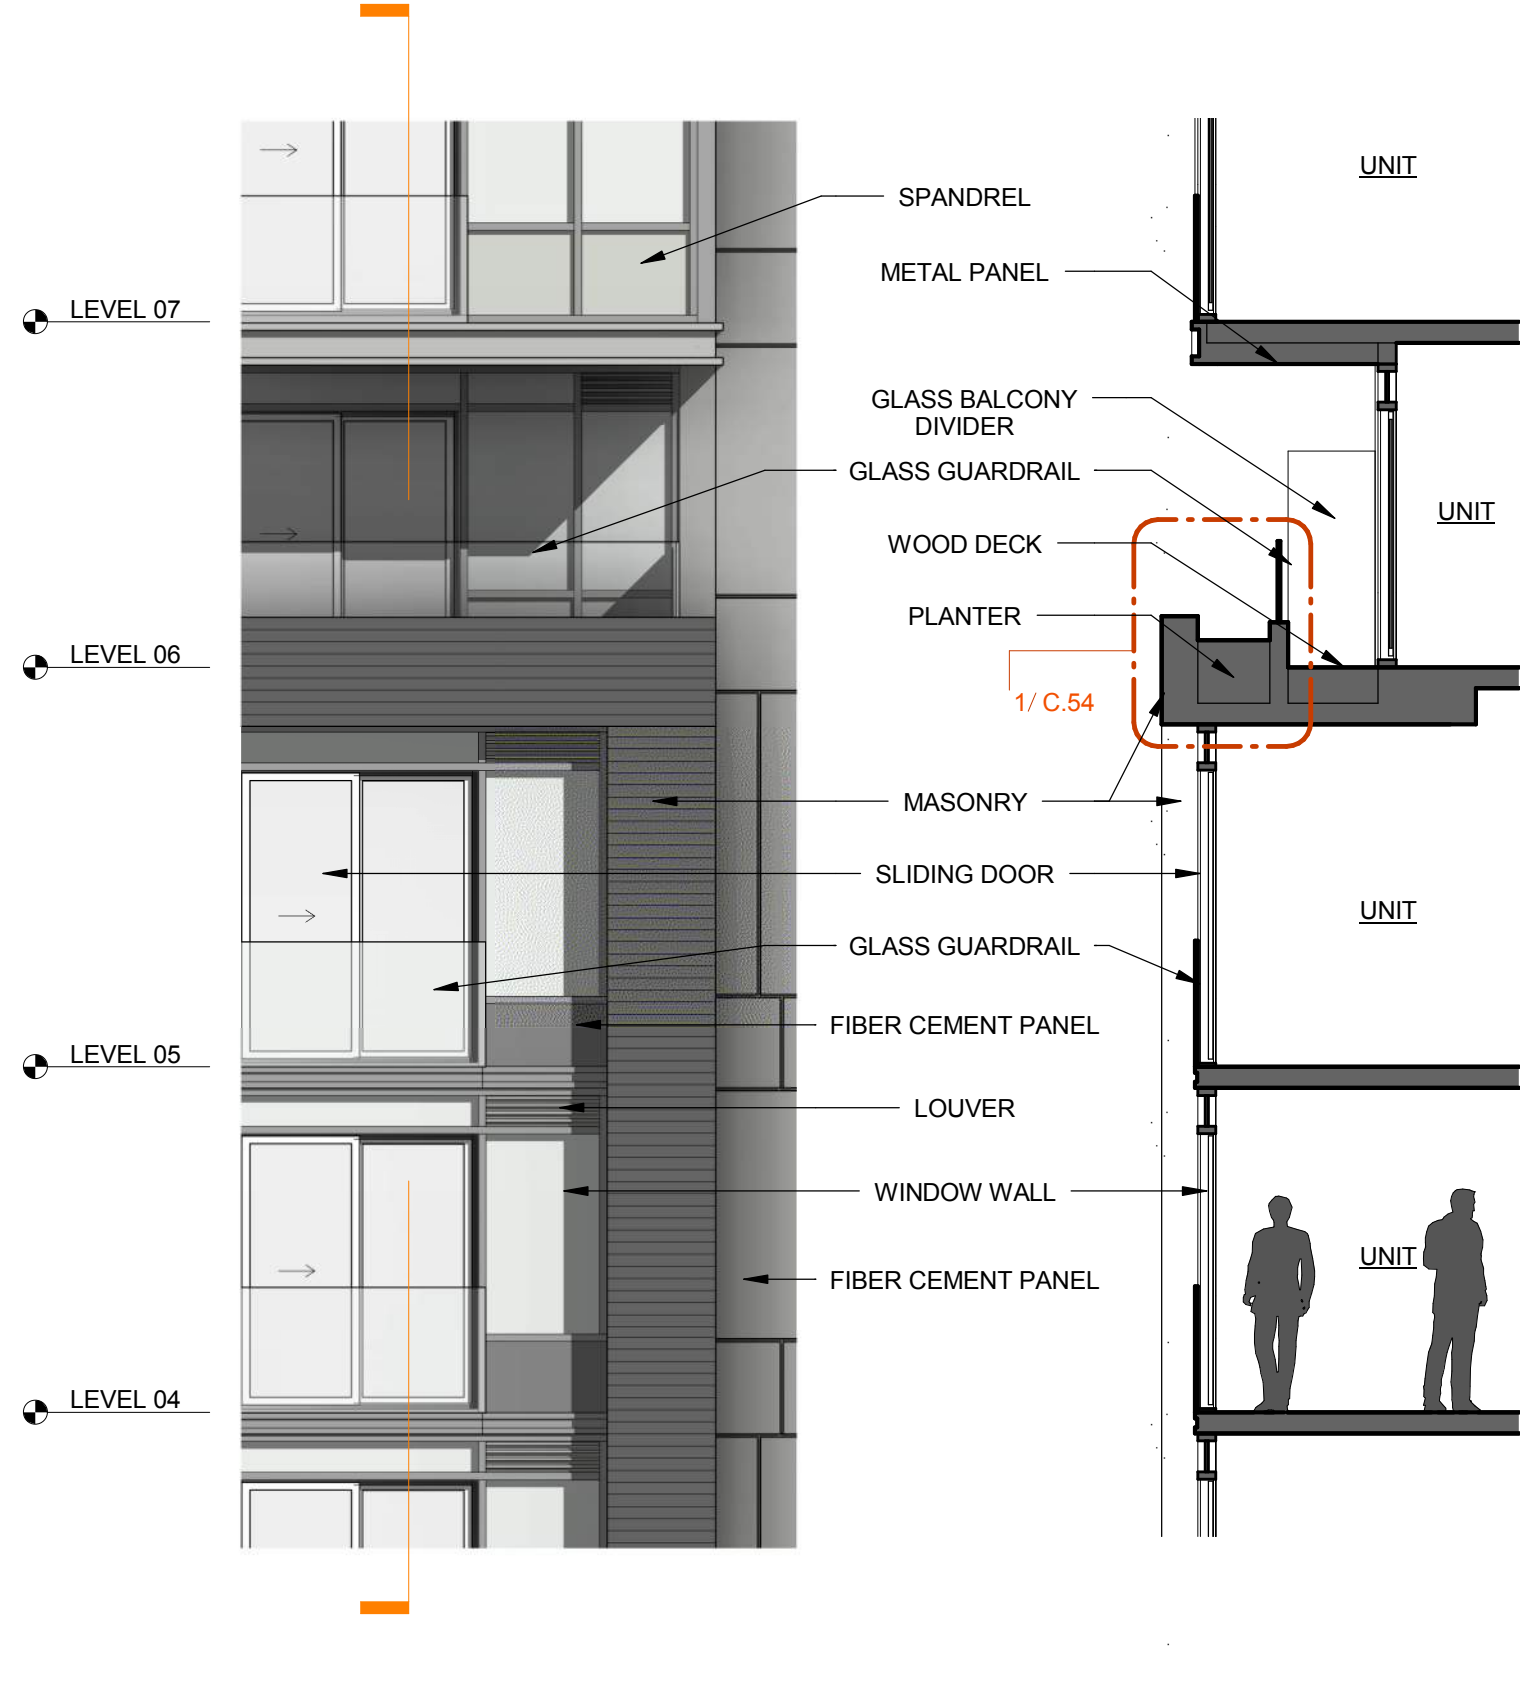 UNIT
SPANDREL
METAL PANEL
LEVEL 07
GLASS BALCONY
DIVIDER
GLASS GUARDRAIL
UNIT
WOOD DECK
PLANTER
LEVEL 06
1/ C.54
MASONRY
SLIDING DOOR
UNIT
GLASS GUARDRAIL
FIBER CEMENT PANEL
LEVEL 05
LOUVER
WINDOW WALL
UNIT
FIBER CEMENT PANEL
LEVEL 04